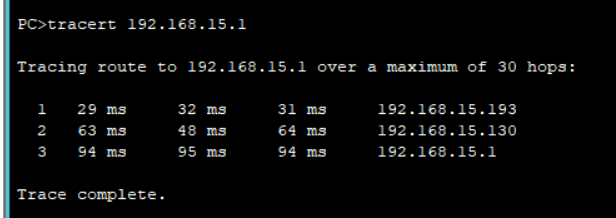 PC>tracert 192.168.15.1
Tracing route to 192.168.15.1 over a maximum of 30 hops:
1 29 ms 32 ms 31 ms 192.168.15.193
2 63 ms 48 ms 64 ms 192.168.15.130
3 94 ms 95 ms 94 ms 192.168.15.1
Trace complete.